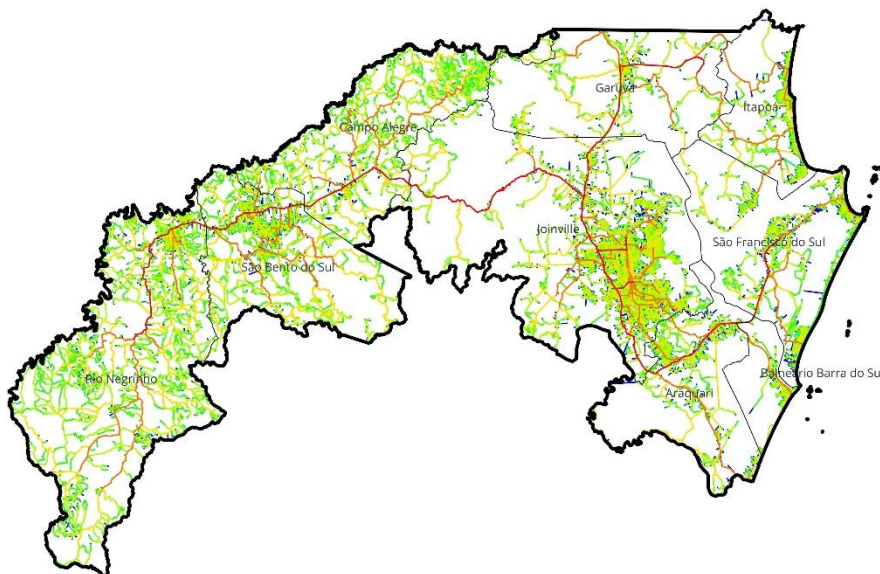 Garuva
Itapoá
Campo Alegre
Joinville
São Francisco do Sul
São Bento do Sul
Rio Negrinho
Balneário Barra do Su
Araquari